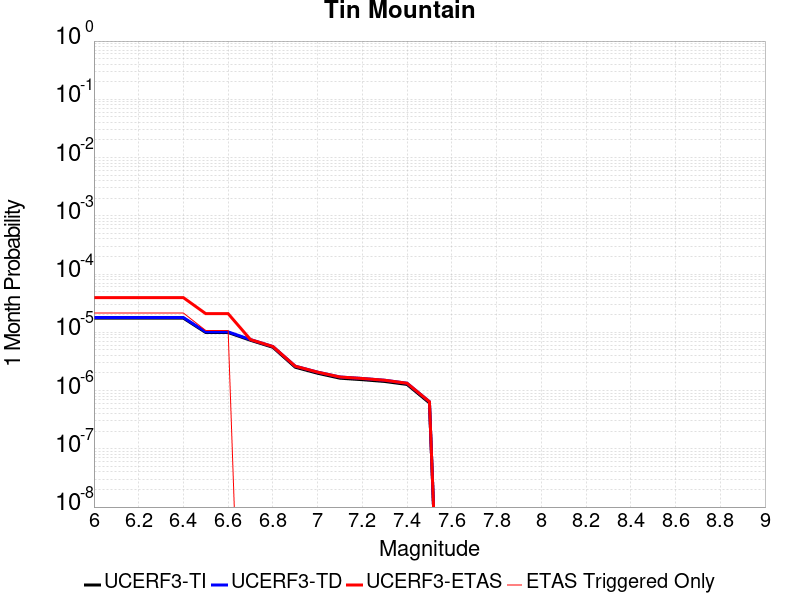 Tin Mountain
10^0
10^-1
10^-2
10^-3
10^-4
10^-5
10^-6
10^-7
10^-8
1 Month Probability
6 6.2 6.4 6.6 6.8 7 7.2 7.4 7.6 7.8 8 8.2 8.4 8.6 8.8 9
Magnitude
UCERF3-TI UCERF3-TD UCERF3-ETAS ETAS Triggered Only